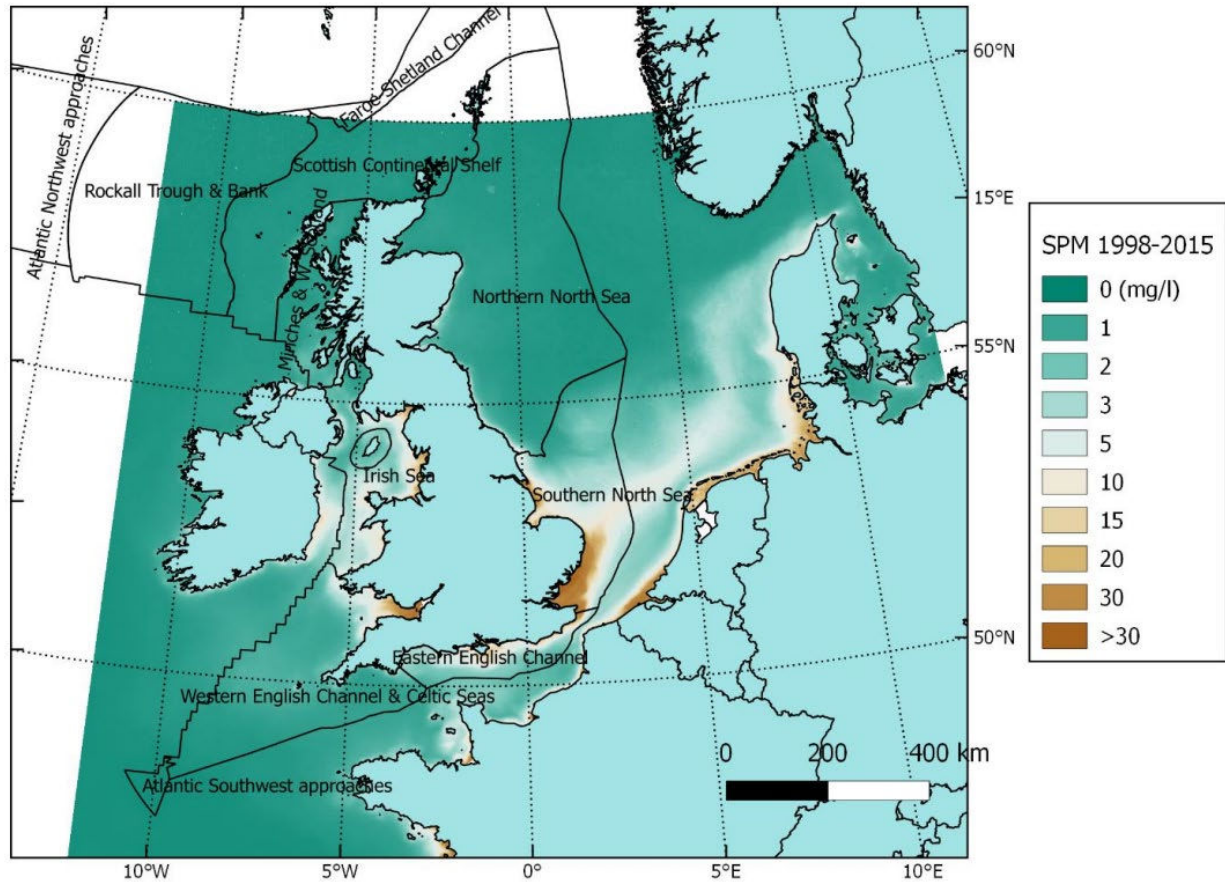 Faroe Shetland Channel
60°N
Atlantic Northwest approaches
Scottish Continental Shelf
Rockall Trough & Bank
15°E
Minches & W Scotland
Northern North Sea
SPM 1998-2015
0 (mg/l)
1
2
3
5
10
15
20
30
>30
55°N
Irish Sea
Southern North Sea
50°N
Eastern English Channel
Western English Channel & Celtic Seas
Atlantic Southwest approaches
0 200 400 km
10°W 5°W 0° 5°E 10°E